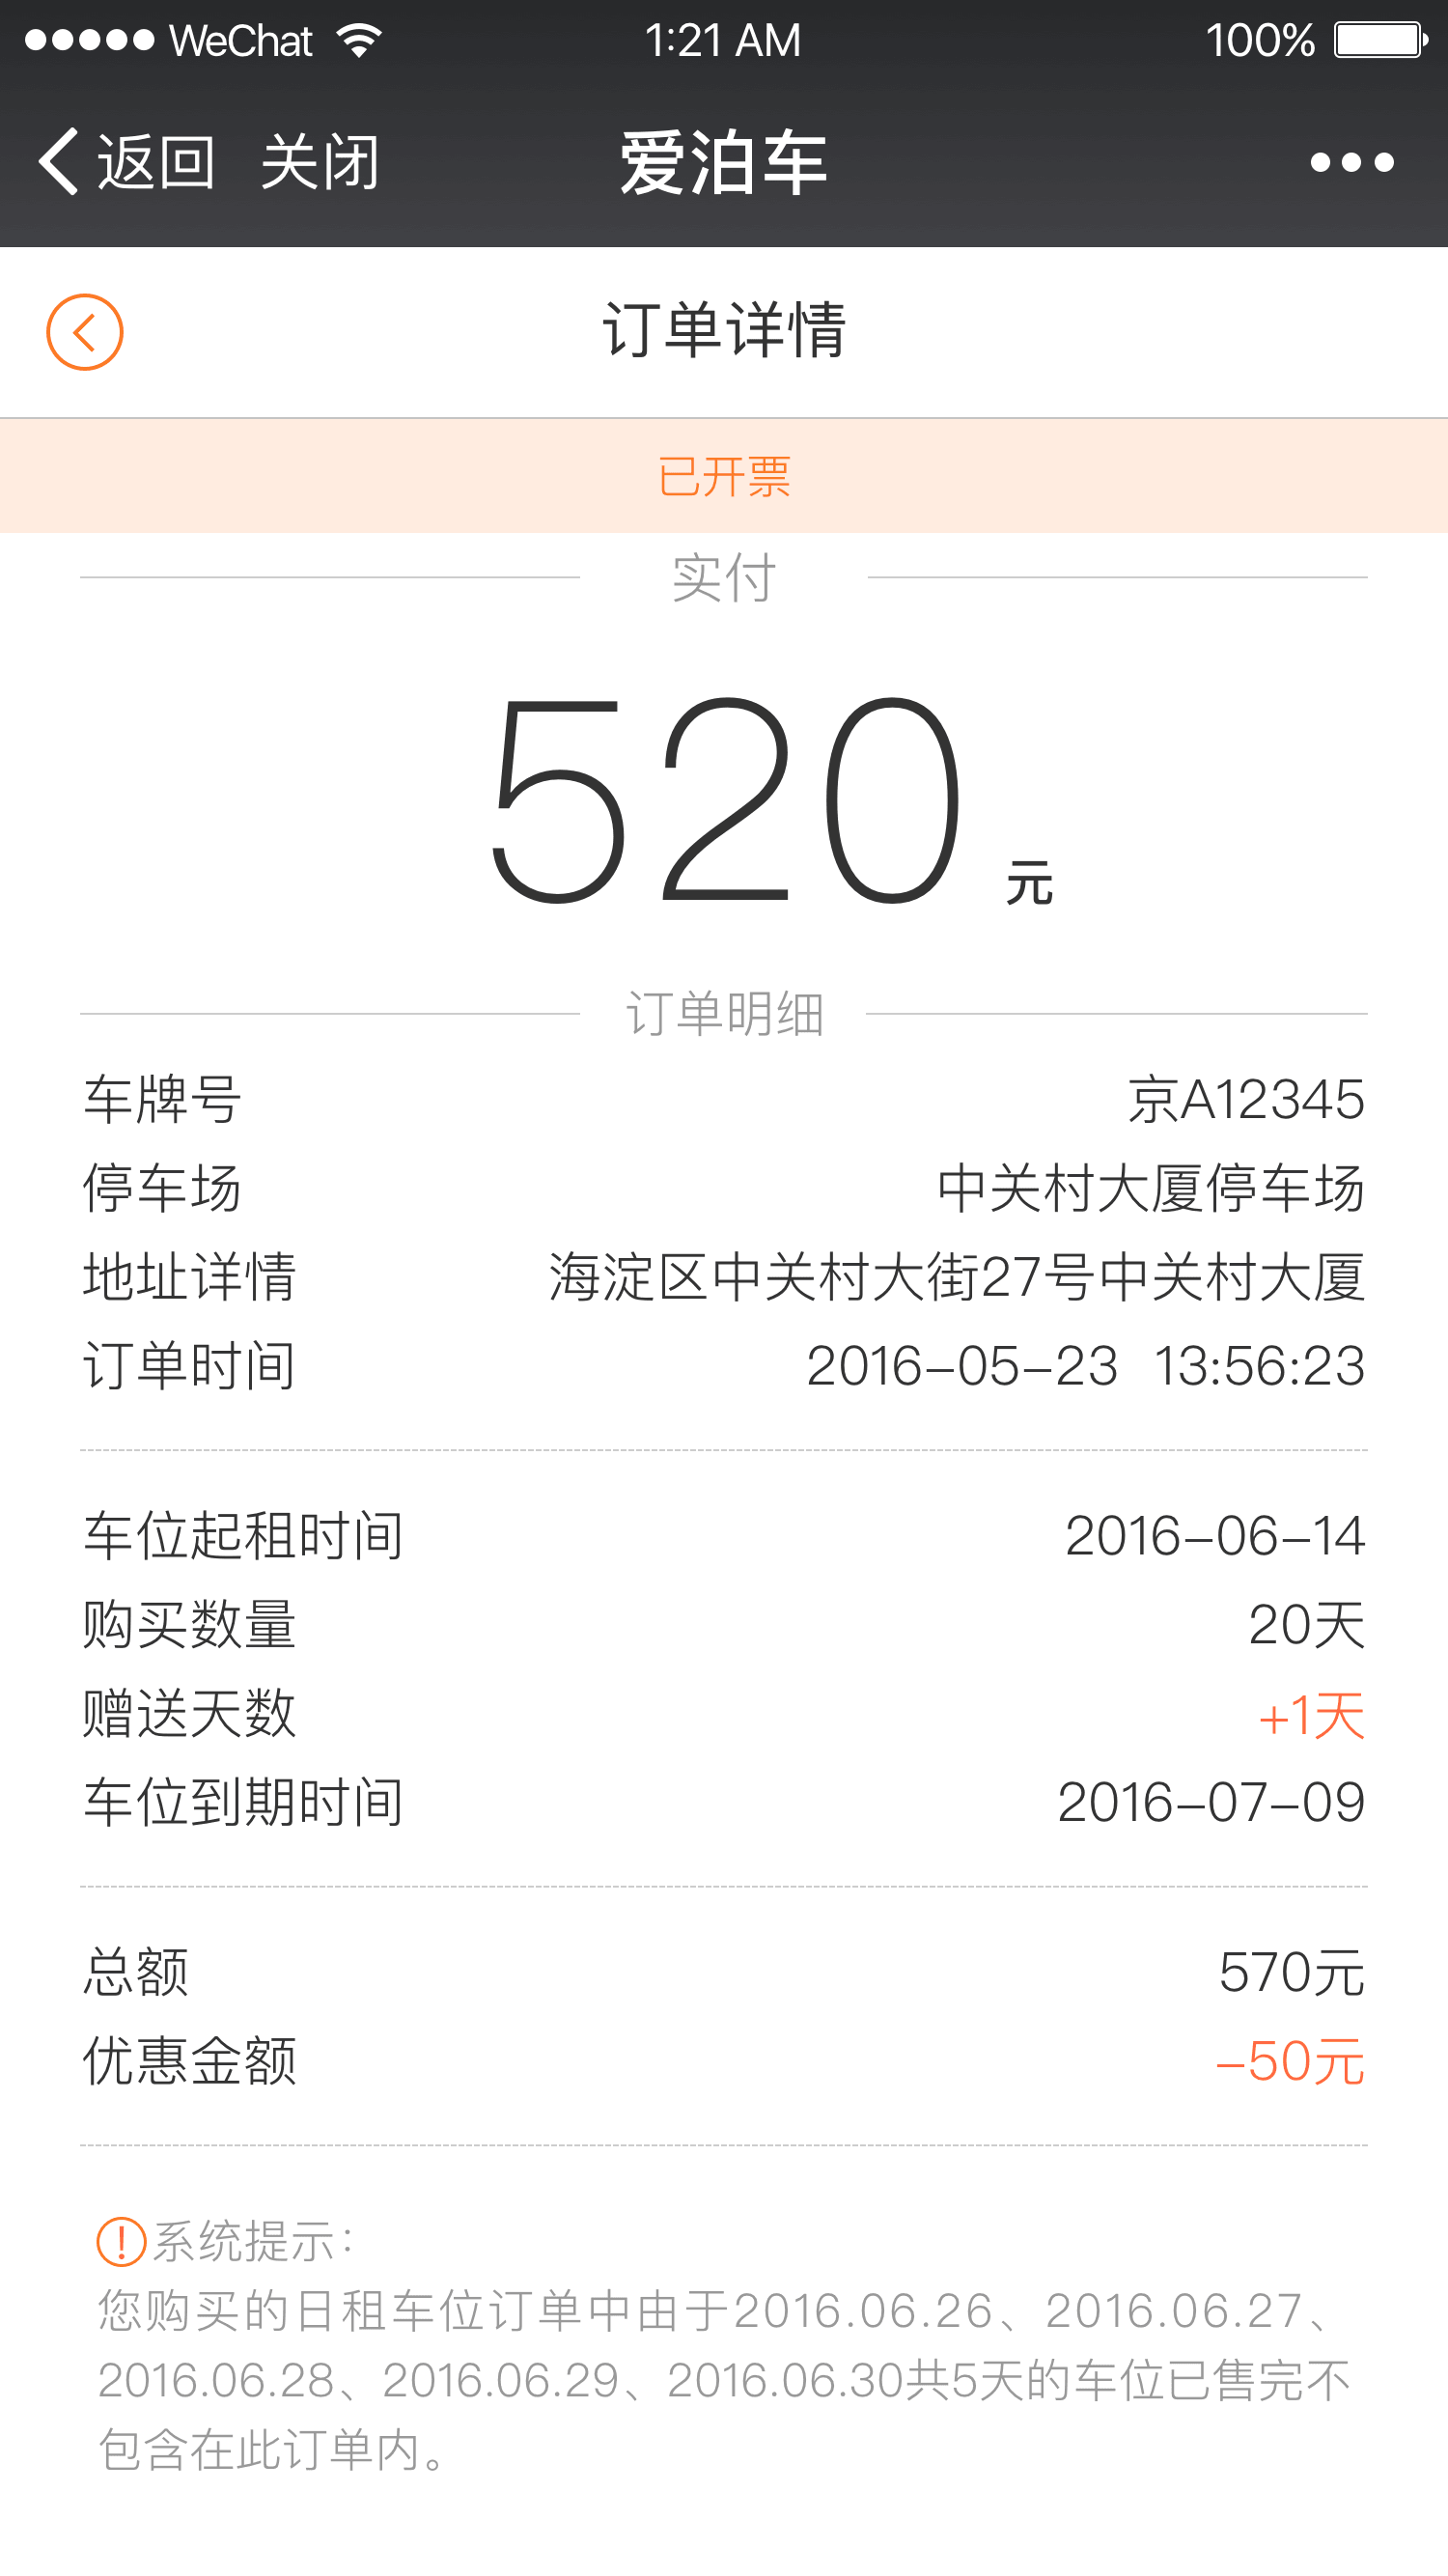 WeChat 1:21 AM 100%
返回 关闭 爱泊车
订单详情
已开票
实付
520 元
订单明细
车牌号 京A12345
停车场 中关村大厦停车场
地址详情 海淀区中关村大街27号中关村大厦
订单时间 2016-05-23 13:56:23
车位起租时间 2016-06-14
购买数量 20天
赠送天数 +1天
车位到期时间 2016-07-09
总额 570元
优惠金额 -50元
系统提示：
您购买的日租车位订单中由于2016.06.26、2016.06.27、
2016.06.28、2016.06.29、2016.06.30共5天的车位已售完不
包含在此订单内。